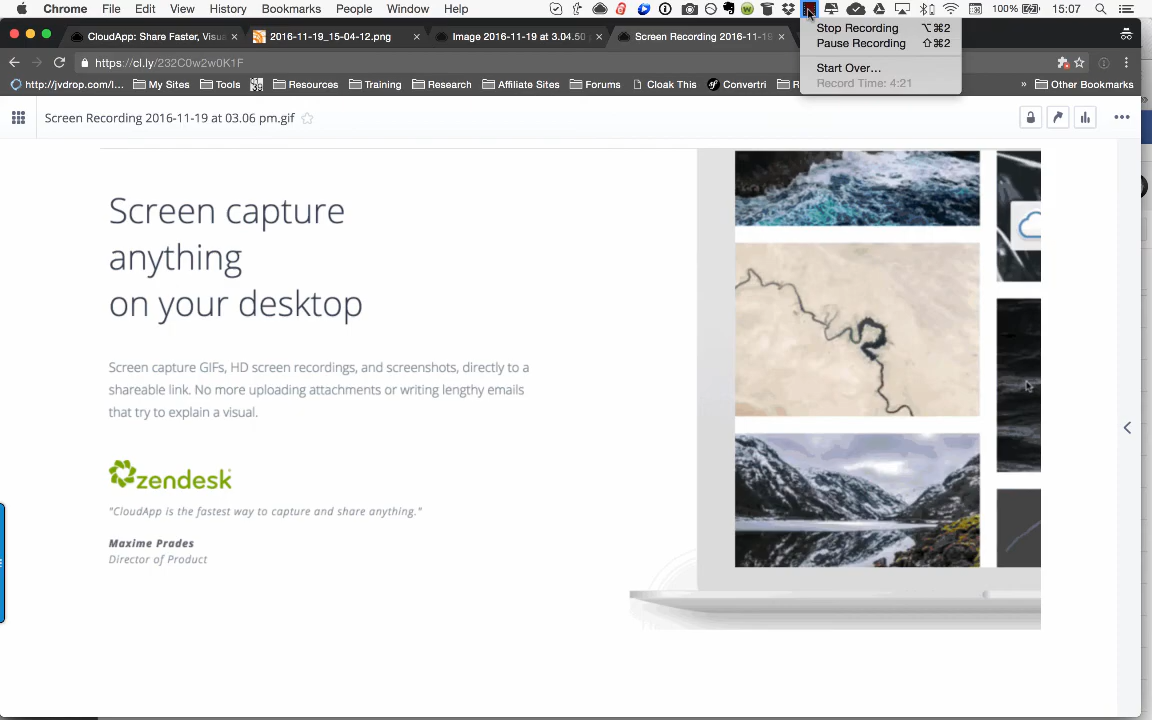 Chrome File Edit View History Bookmarks People Window Help 100% 15:07
Stop Recording ⌥⌘2
Pause Recording ⇧⌘2
Start Over...
Record Time: 4:21
CloudApp: Share Faster, Visu
2016-11-19_15-04-12.png
Image 2016-11-19 at 3.04.50
Screen Recording 2016-11-19
https://cl.ly/232C0w2w0K1F
http://jvdrop.com/l... My Sites Tools Resources Training Research Affiliate Sites Forums Cloak This Convertri » Other Bookmarks
Screen Recording 2016-11-19 at 03.06 pm.gif
Screen capture
anything
on your desktop
Screen capture GIFs, HD screen recordings, and screenshots, directly to a
shareable link. No more uploading attachments or writing lengthy emails
that try to explain a visual.
zendesk
"CloudApp is the fastest way to capture and share anything."
Maxime Prades
Director of Product